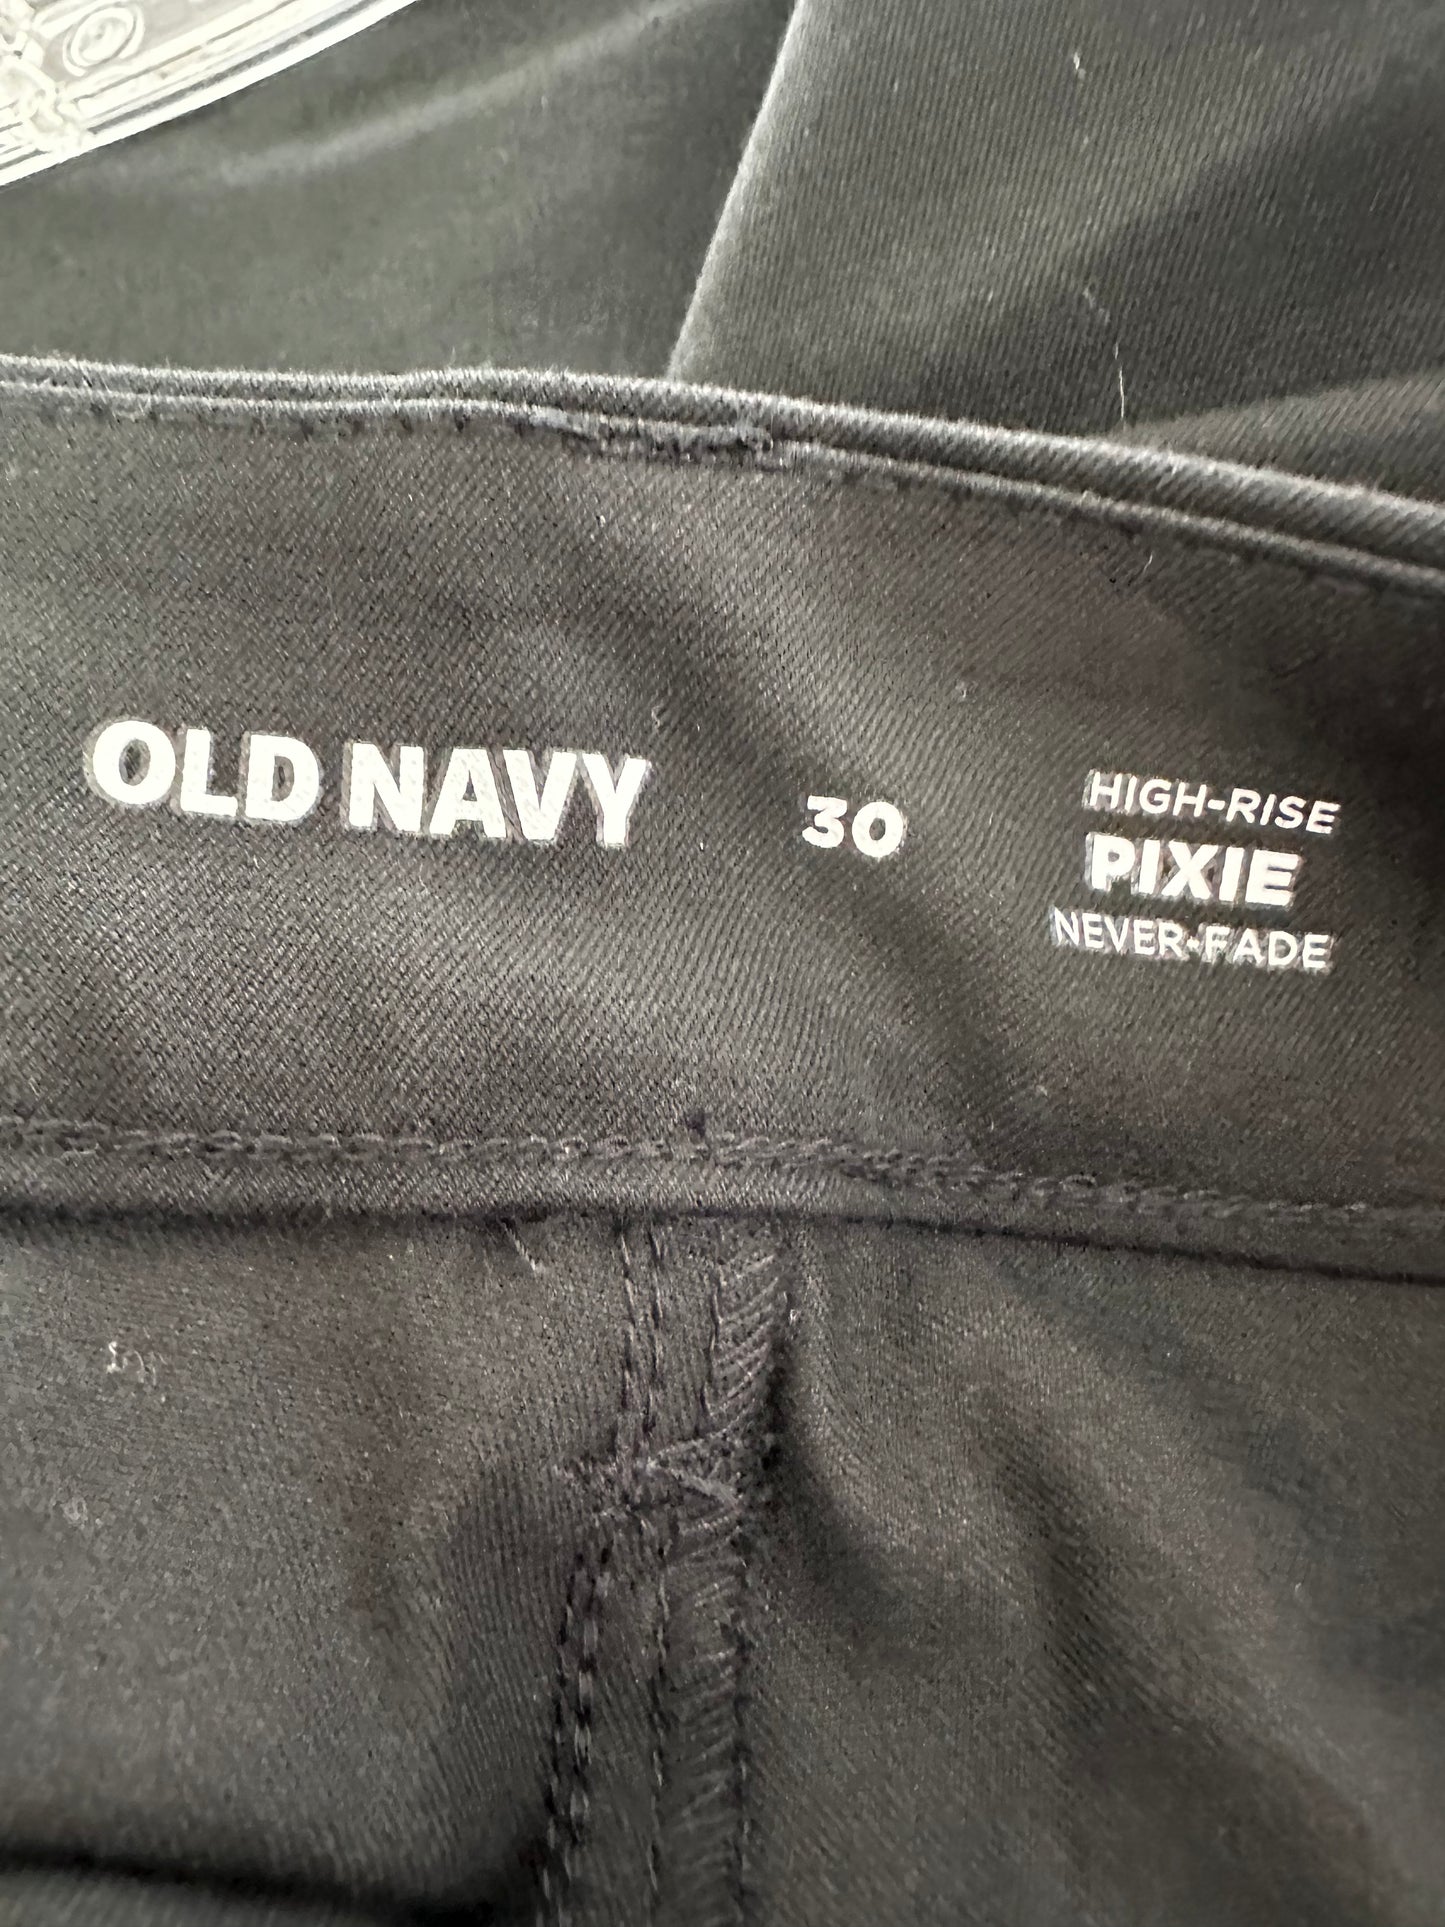 OLD NAVY
30
HIGH-RISE
PIXIE
NEVER-FADE